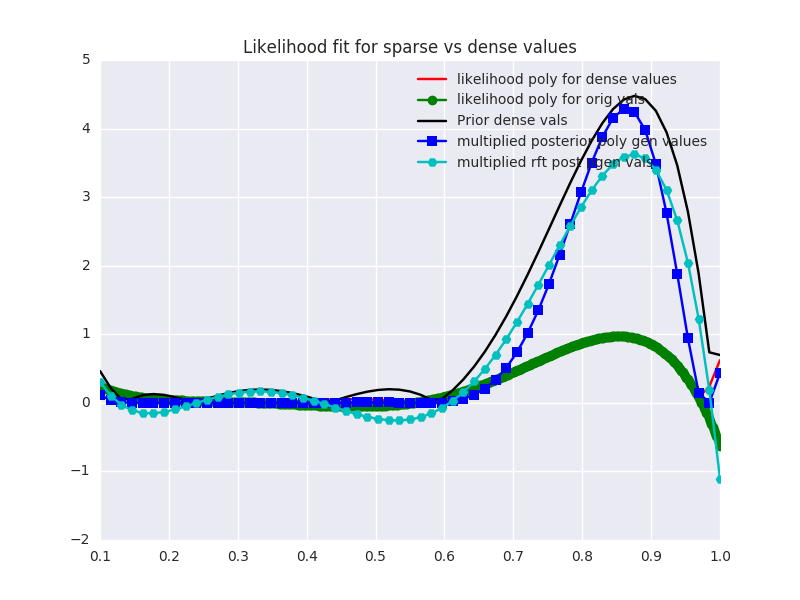 Likelihood fit for sparse vs dense values
5
likelihood poly for dense values
likelihood poly for orig vals
4
Prior dense vals
multiplied posterior poly gen values
multiplied rft post gen vals
3
2
1
0
−1
−2
0.1 0.2 0.3 0.4 0.5 0.6 0.7 0.8 0.9 1.0